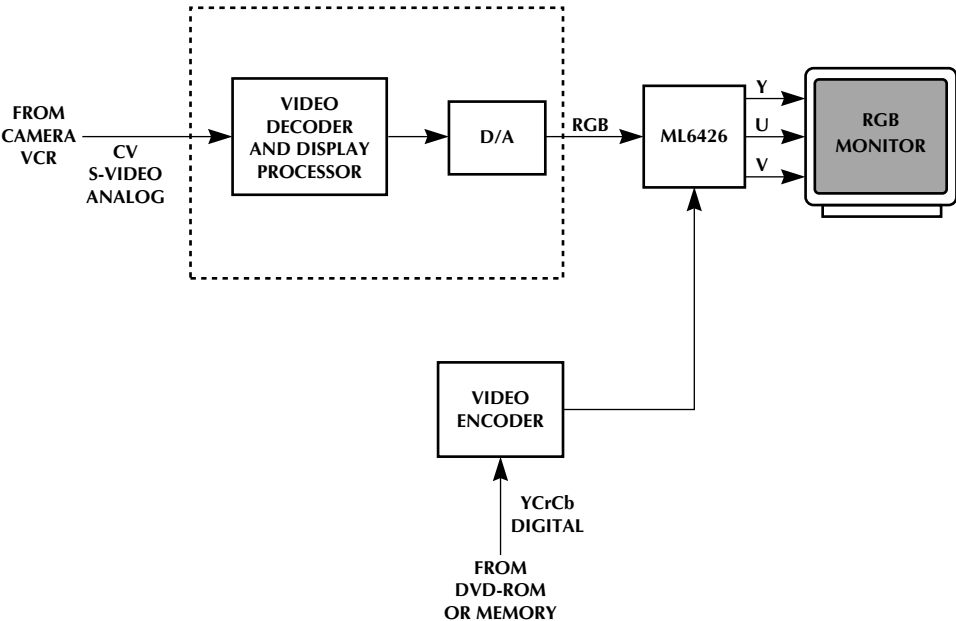 FROM
CAMERA
VCR
CV
S-VIDEO
ANALOG
VIDEO
DECODER
AND DISPLAY
PROCESSOR
D/A
RGB
ML6426
Y
U
V
RGB
MONITOR
VIDEO
ENCODER
YCrCb
DIGITAL
FROM
DVD-ROM
OR MEMORY